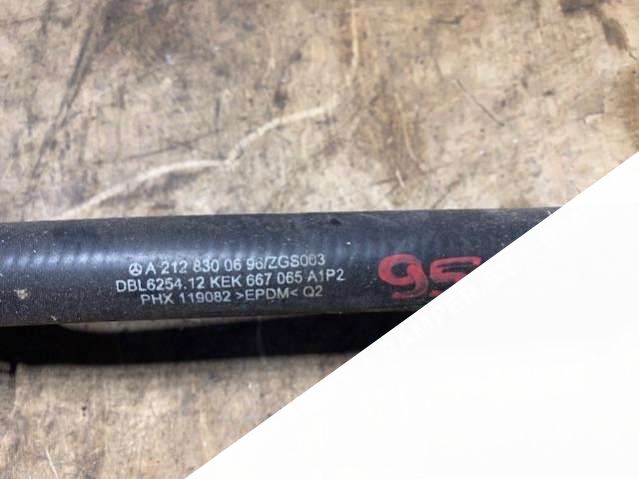 A 212 830 06 96/ZGS003
DBL6254.12 KEK 667 065 A1P2
PHX 119082 >EPDM< Q2
95